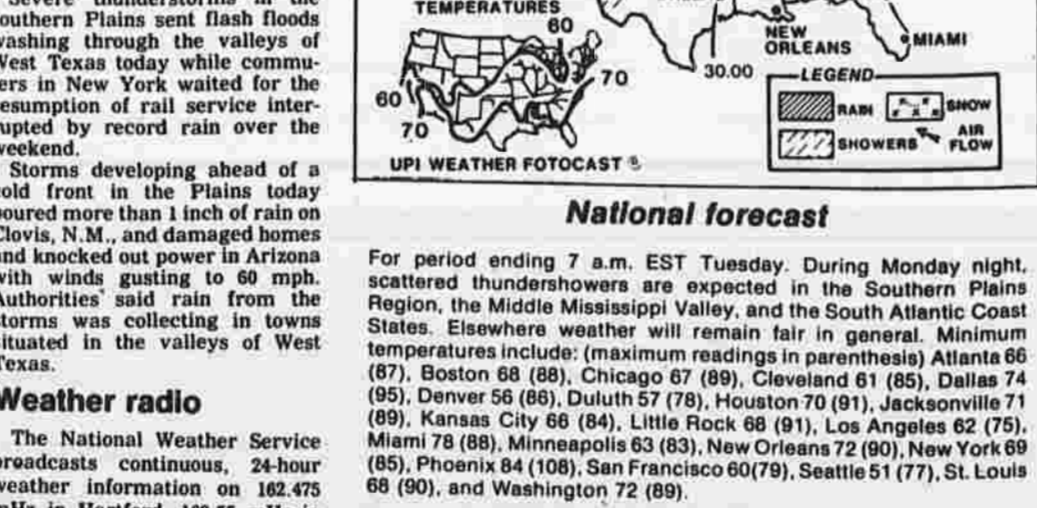 Southern Plains sent flash floods
washing through the valleys of
West Texas today while commu-
ters in New York waited for the
resumption of rail service inter-
rupted by record rain over the
weekend.
Storms developing ahead of a
cold front in the Plains today
poured more than 1 inch of rain on
Clovis, N.M., and damaged homes
and knocked out power in Arizona
with winds gusting to 60 mph.
Authorities said rain from the
storms was collecting in towns
situated in the valleys of West
Texas.
Weather radio
The National Weather Service
broadcasts continuous, 24-hour
weather information on 162.475
TEMPERATURES
60
70
60
70
UPI WEATHER FOTOCAST ®
NEW
ORLEANS
MIAMI
30.00
LEGEND
RAIN
SNOW
SHOWERS
AIR
FLOW
National forecast
For period ending 7 a.m. EST Tuesday. During Monday night,
scattered thundershowers are expected in the Southern Plains
Region, the Middle Mississippi Valley, and the South Atlantic Coast
States. Elsewhere weather will remain fair in general. Minimum
temperatures include: (maximum readings in parenthesis) Atlanta 66
(87), Boston 68 (88), Chicago 67 (89), Cleveland 61 (85), Dallas 74
(95), Denver 56 (86), Duluth 57 (78), Houston 70 (91), Jacksonville 71
(89), Kansas City 66 (84), Little Rock 68 (91), Los Angeles 62 (75),
Miami 78 (88), Minneapolis 63 (83), New Orleans 72 (90), New York 69
(85), Phoenix 84 (108), San Francisco 60(79), Seattle 51 (77), St. Louis
68 (90), and Washington 72 (89).